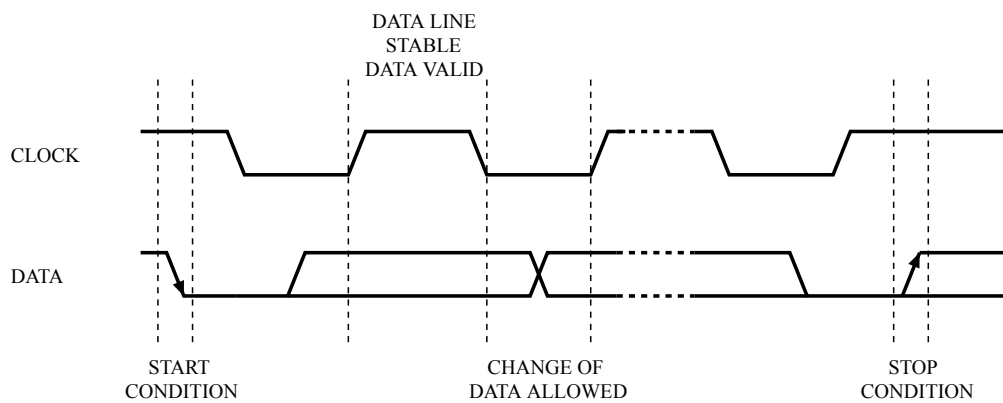 DATA LINE
STABLE
DATA VALID
CLOCK
DATA
START
CONDITION
CHANGE OF
DATA ALLOWED
STOP
CONDITION